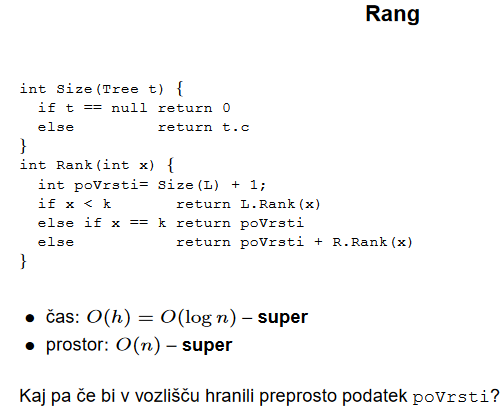 Rang
int Size(Tree t) {
if t == null return 0
else return t.c
}
int Rank(int x) {
int poVrsti= Size(L) + 1;
if x < k return L.Rank(x)
else if x == k return poVrsti
else return poVrsti + R.Rank(x)
}
• čas: O(h) = O(log n) – super
• prostor: O(n) – super
Kaj pa če bi v vozlišču hranili preprosto podatek poVrsti?